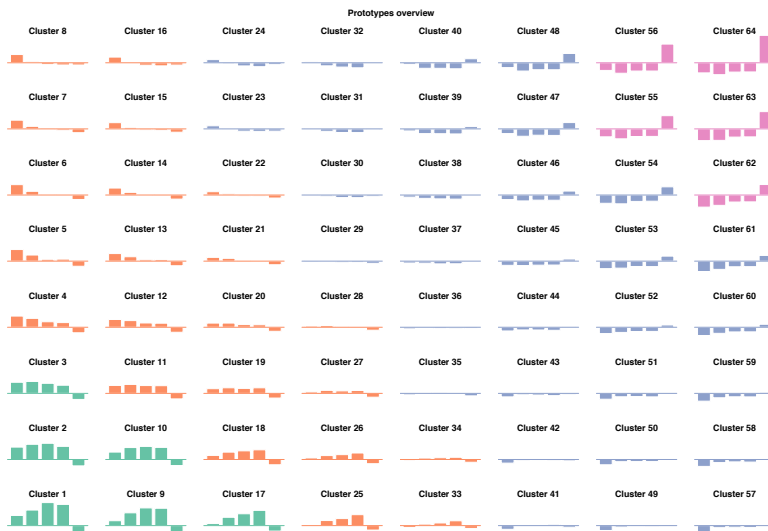 Prototypes overview
Cluster 8 Cluster 16 Cluster 24 Cluster 32 Cluster 40 Cluster 48 Cluster 56 Cluster 64
Cluster 7 Cluster 15 Cluster 23 Cluster 31 Cluster 39 Cluster 47 Cluster 55 Cluster 63
Cluster 6 Cluster 14 Cluster 22 Cluster 30 Cluster 38 Cluster 46 Cluster 54 Cluster 62
Cluster 5 Cluster 13 Cluster 21 Cluster 29 Cluster 37 Cluster 45 Cluster 53 Cluster 61
Cluster 4 Cluster 12 Cluster 20 Cluster 28 Cluster 36 Cluster 44 Cluster 52 Cluster 60
Cluster 3 Cluster 11 Cluster 19 Cluster 27 Cluster 35 Cluster 43 Cluster 51 Cluster 59
Cluster 2 Cluster 10 Cluster 18 Cluster 26 Cluster 34 Cluster 42 Cluster 50 Cluster 58
Cluster 1 Cluster 9 Cluster 17 Cluster 25 Cluster 33 Cluster 41 Cluster 49 Cluster 57